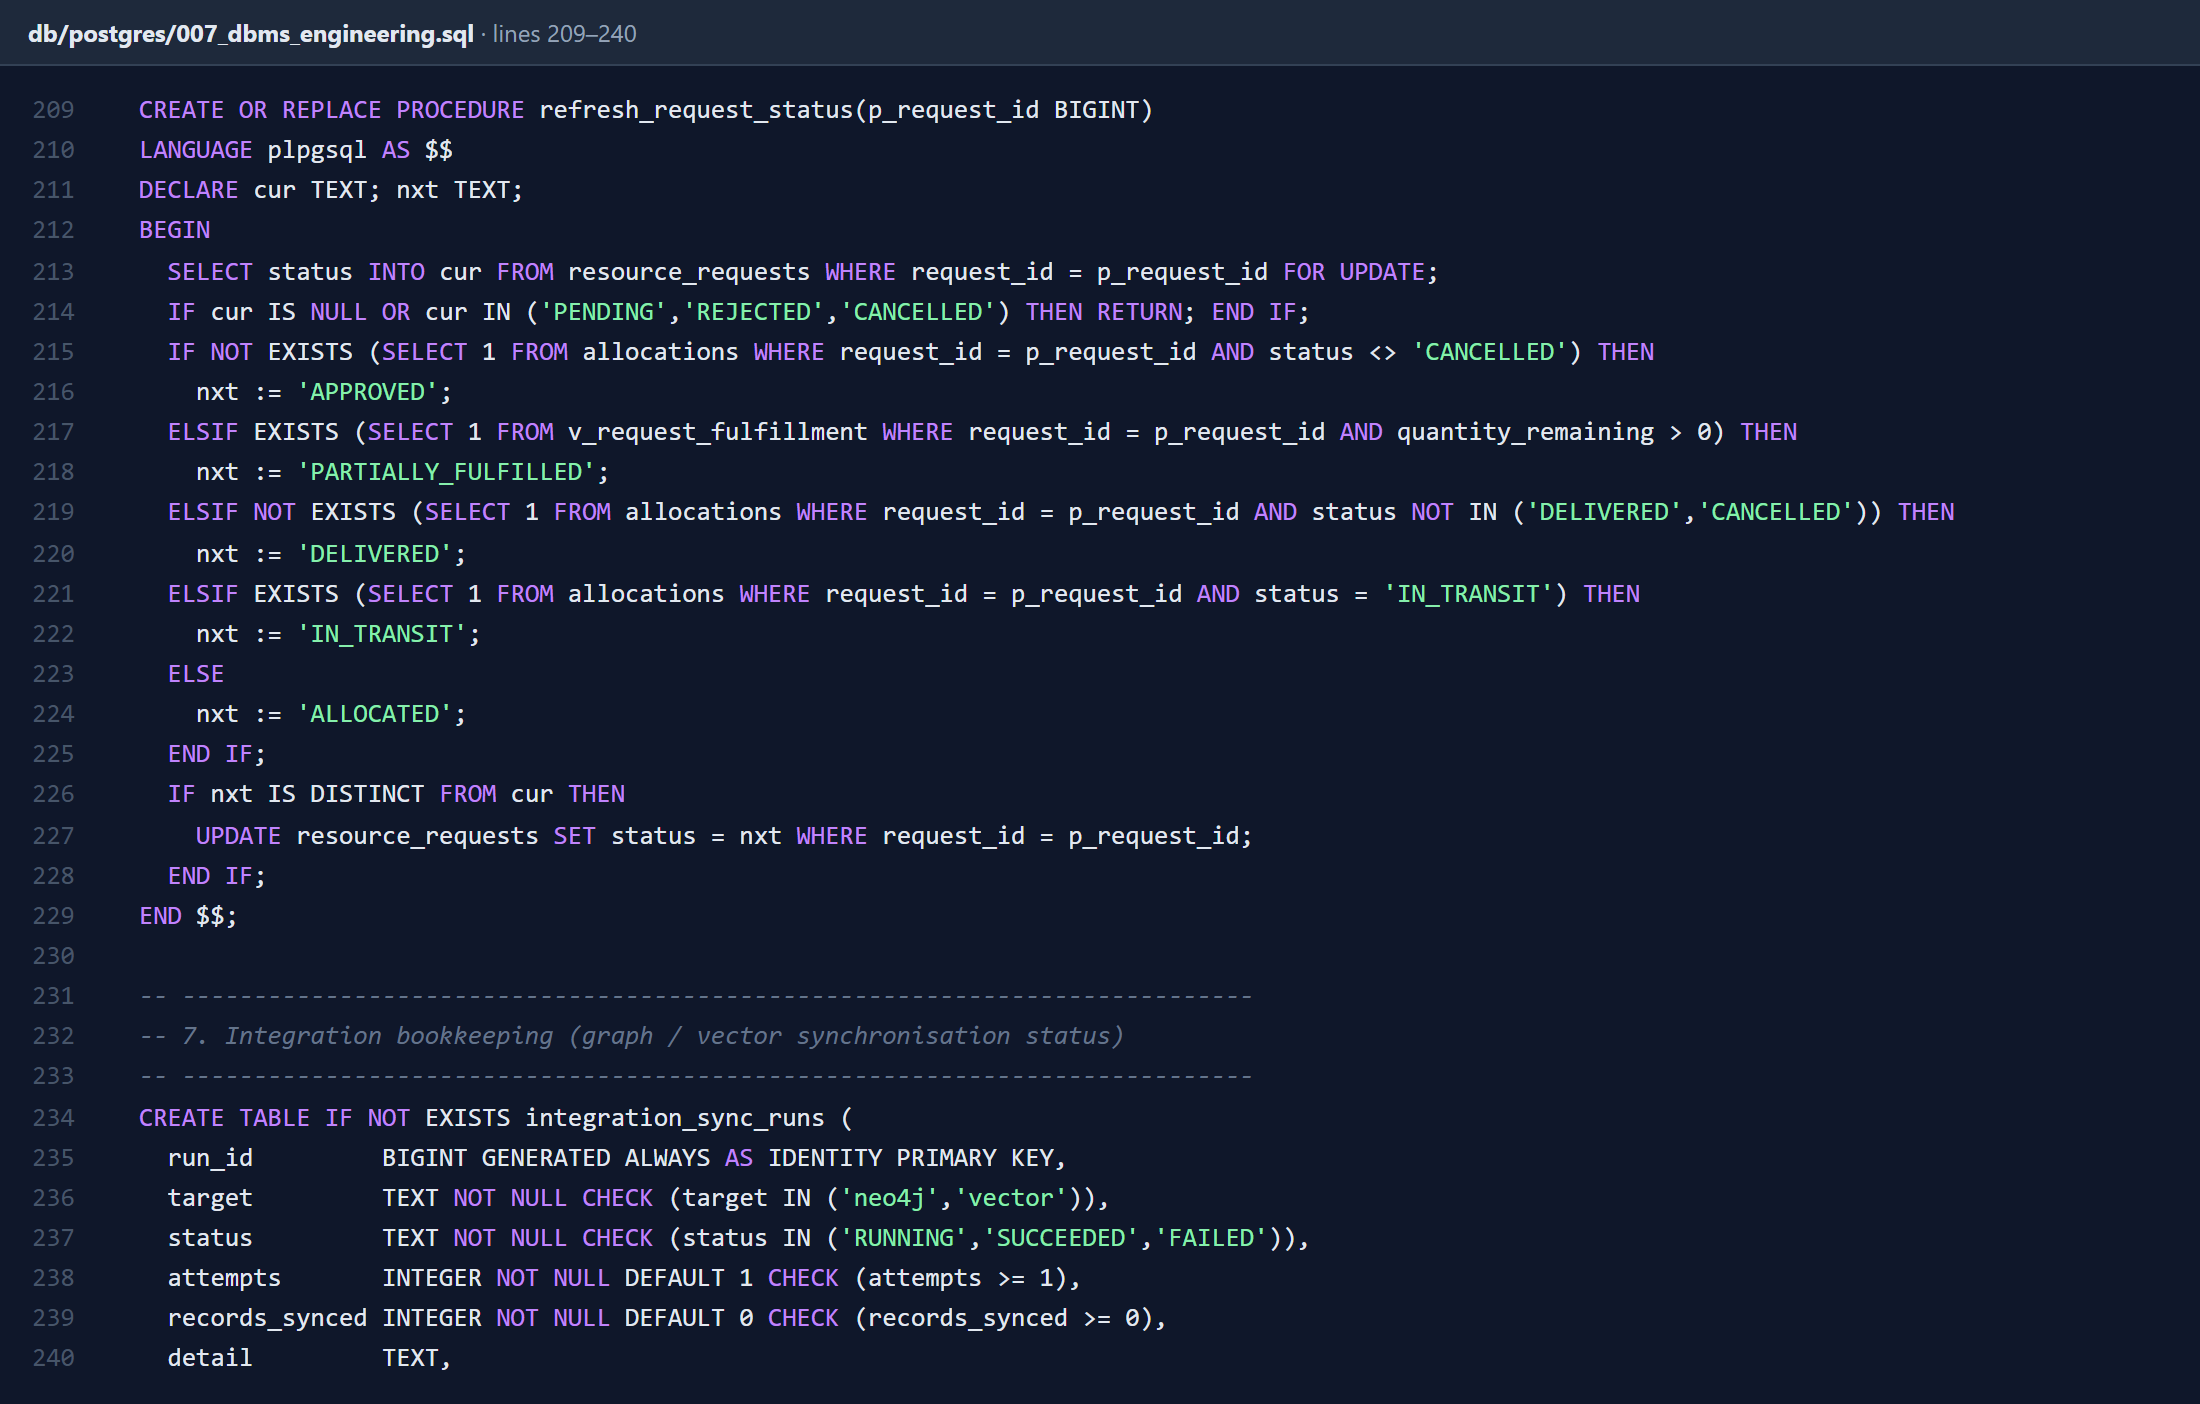 db/postgres/007_dbms_engineering.sql · lines 209–240
209 CREATE OR REPLACE PROCEDURE refresh_request_status(p_request_id BIGINT)
210 LANGUAGE plpgsql AS $$
211 DECLARE cur TEXT; nxt TEXT;
212 BEGIN
213   SELECT status INTO cur FROM resource_requests WHERE request_id = p_request_id FOR UPDATE;
214   IF cur IS NULL OR cur IN ('PENDING','REJECTED','CANCELLED') THEN RETURN; END IF;
215   IF NOT EXISTS (SELECT 1 FROM allocations WHERE request_id = p_request_id AND status <> 'CANCELLED') THEN
216     nxt := 'APPROVED';
217   ELSIF EXISTS (SELECT 1 FROM v_request_fulfillment WHERE request_id = p_request_id AND quantity_remaining > 0) THEN
218     nxt := 'PARTIALLY_FULFILLED';
219   ELSIF NOT EXISTS (SELECT 1 FROM allocations WHERE request_id = p_request_id AND status NOT IN ('DELIVERED','CANCELLED')) THEN
220     nxt := 'DELIVERED';
221   ELSIF EXISTS (SELECT 1 FROM allocations WHERE request_id = p_request_id AND status = 'IN_TRANSIT') THEN
222     nxt := 'IN_TRANSIT';
223   ELSE
224     nxt := 'ALLOCATED';
225   END IF;
226   IF nxt IS DISTINCT FROM cur THEN
227     UPDATE resource_requests SET status = nxt WHERE request_id = p_request_id;
228   END IF;
229 END $$;
230
231 -- ---------------------------------------------------------------------------
232 -- 7. Integration bookkeeping (graph / vector synchronisation status)
233 -- ---------------------------------------------------------------------------
234 CREATE TABLE IF NOT EXISTS integration_sync_runs (
235   run_id         BIGINT GENERATED ALWAYS AS IDENTITY PRIMARY KEY,
236   target         TEXT NOT NULL CHECK (target IN ('neo4j','vector')),
237   status         TEXT NOT NULL CHECK (status IN ('RUNNING','SUCCEEDED','FAILED')),
238   attempts       INTEGER NOT NULL DEFAULT 1 CHECK (attempts >= 1),
239   records_synced INTEGER NOT NULL DEFAULT 0 CHECK (records_synced >= 0),
240   detail         TEXT,